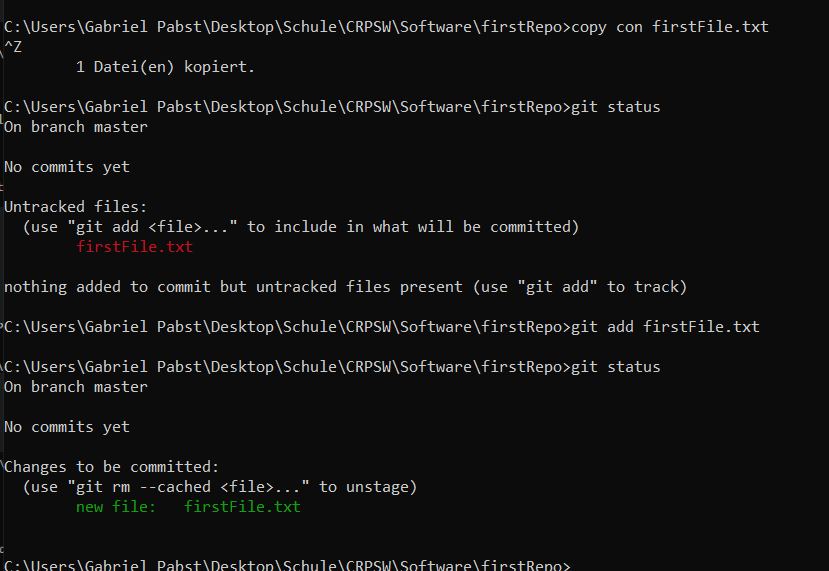 C:\Users\Gabriel Pabst\Desktop\Schule\CRPSW\Software\firstRepo>copy con firstFile.txt
^Z
        1 Datei(en) kopiert.
C:\Users\Gabriel Pabst\Desktop\Schule\CRPSW\Software\firstRepo>git status
On branch master
No commits yet
Untracked files:
  (use "git add <file>..." to include in what will be committed)
        firstFile.txt
nothing added to commit but untracked files present (use "git add" to track)
C:\Users\Gabriel Pabst\Desktop\Schule\CRPSW\Software\firstRepo>git add firstFile.txt
C:\Users\Gabriel Pabst\Desktop\Schule\CRPSW\Software\firstRepo>git status
On branch master
No commits yet
Changes to be committed:
  (use "git rm --cached <file>..." to unstage)
        new file:   firstFile.txt
C:\Users\Gabriel Pabst\Desktop\Schule\CRPSW\Software\firstRepo>